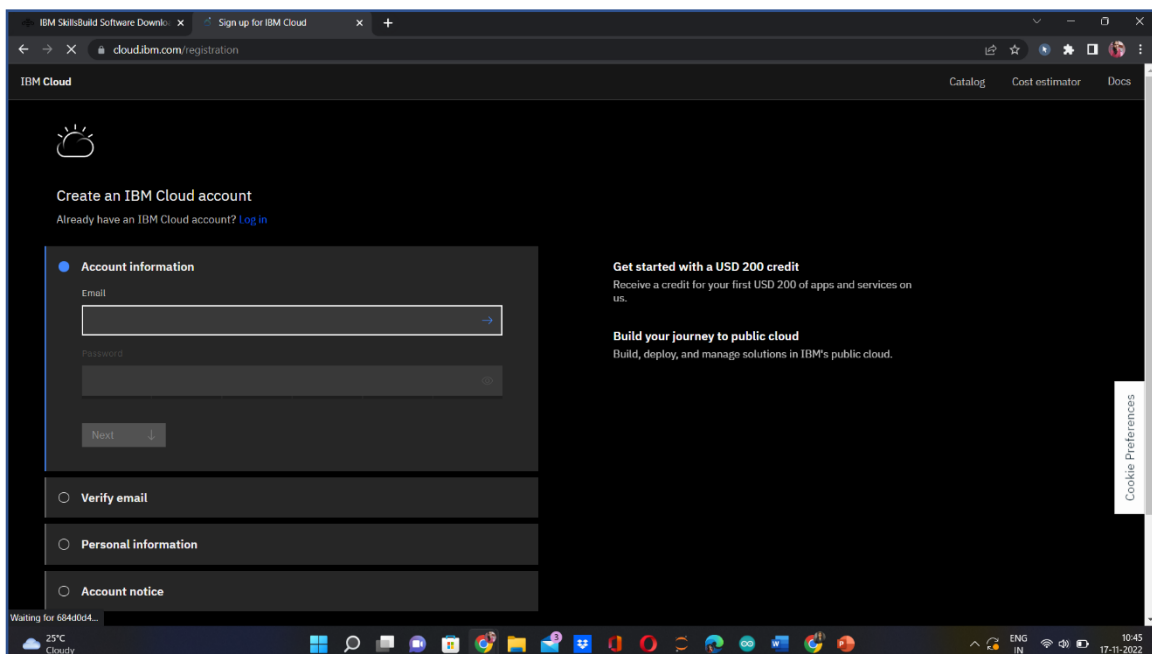 IBM SkillsBuild Software Downlo
Sign up for IBM Cloud
cloud.ibm.com/registration
IBM Cloud
Catalog
Cost estimator
Docs
Create an IBM Cloud account
Already have an IBM Cloud account? Log in
Account information
Email
Password
Next
Verify email
Personal information
Account notice
Get started with a USD 200 credit
Receive a credit for your first USD 200 of apps and services on
us.
Build your journey to public cloud
Build, deploy, and manage solutions in IBM's public cloud.
Cookie Preferences
Waiting for 684d0d4...
25°C
Cloudy
3
ENG
IN
10:45
17-11-2022